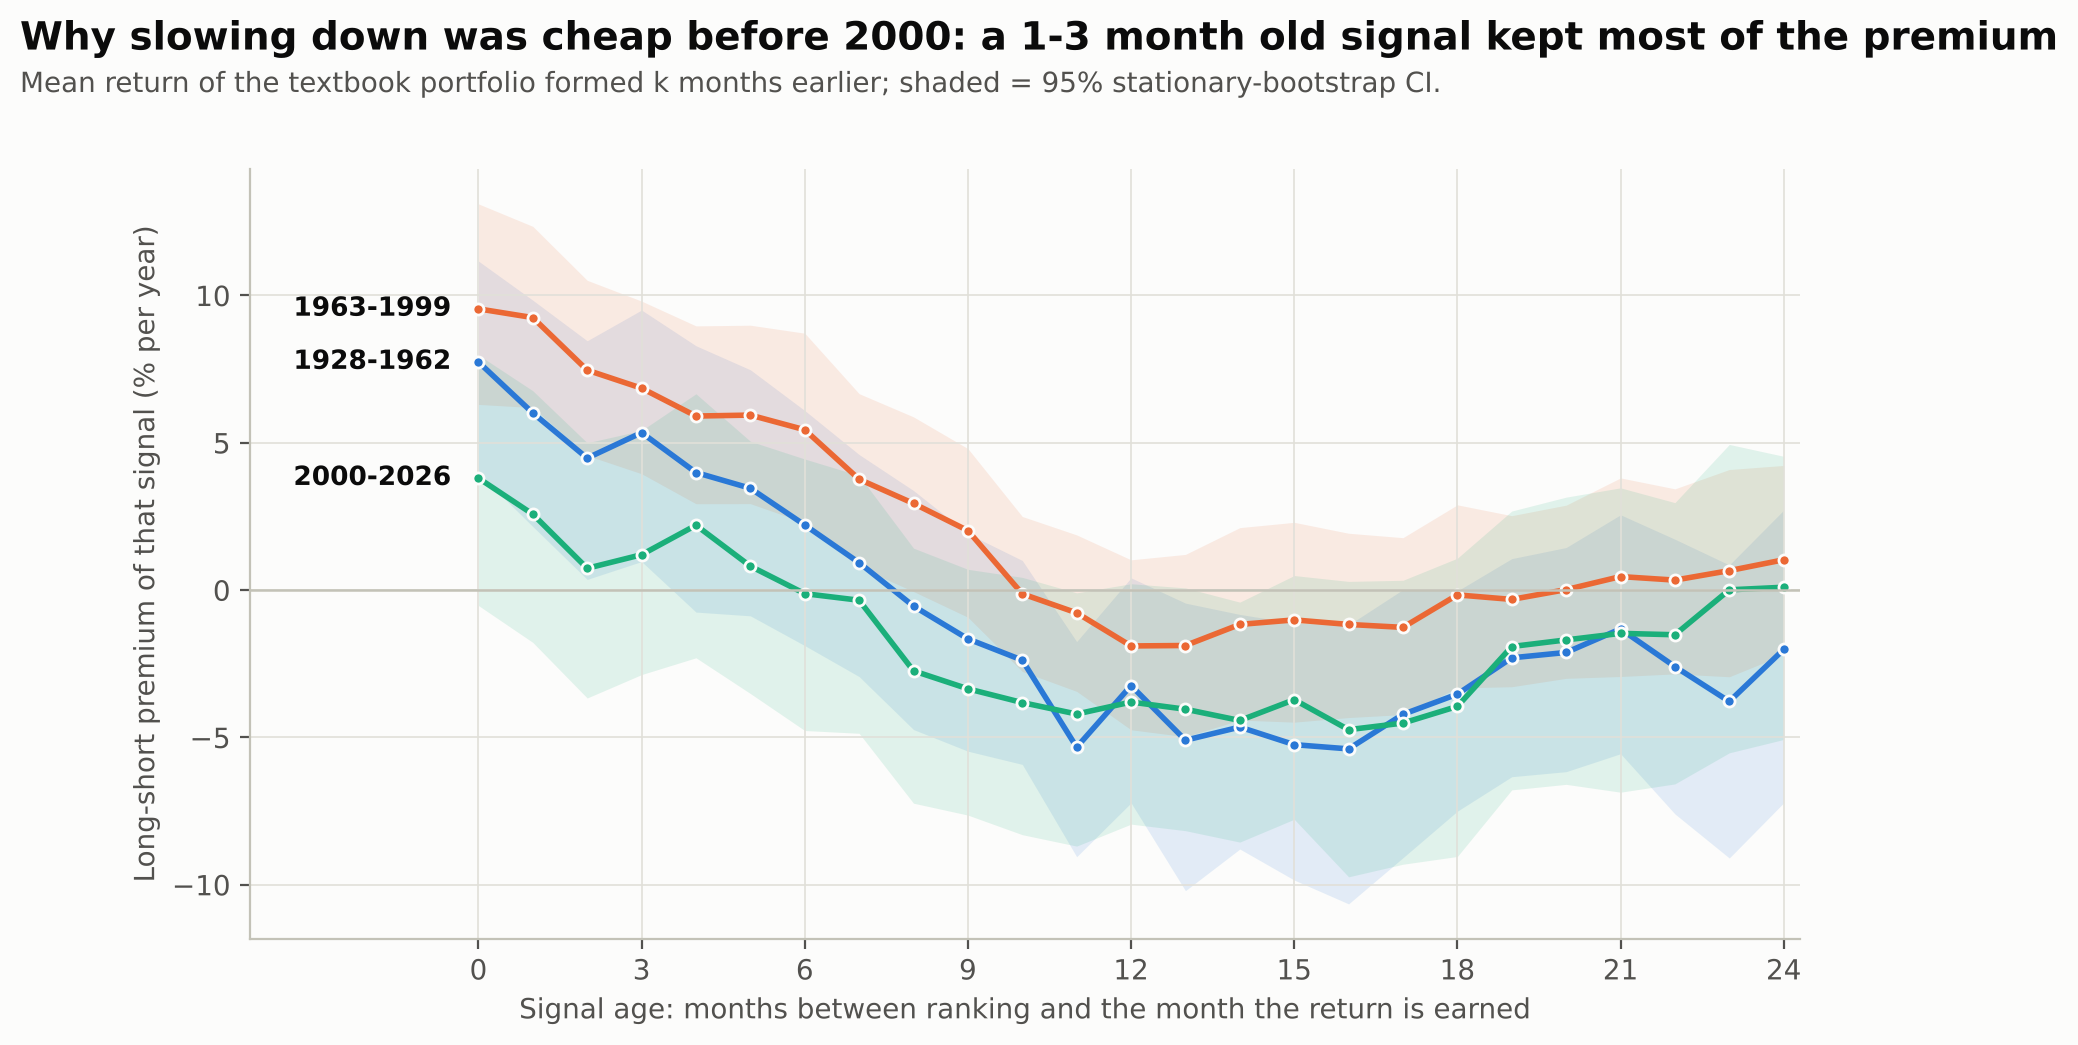 Why slowing down was cheap before 2000: a 1-3 month old signal kept most of the premium
Mean return of the textbook portfolio formed k months earlier; shaded = 95% stationary-bootstrap CI.
Long-short premium of that signal (% per year)
10
5
0
−5
−10
1963-1999
1928-1962
2000-2026
0 3 6 9 12 15 18 21 24
Signal age: months between ranking and the month the return is earned